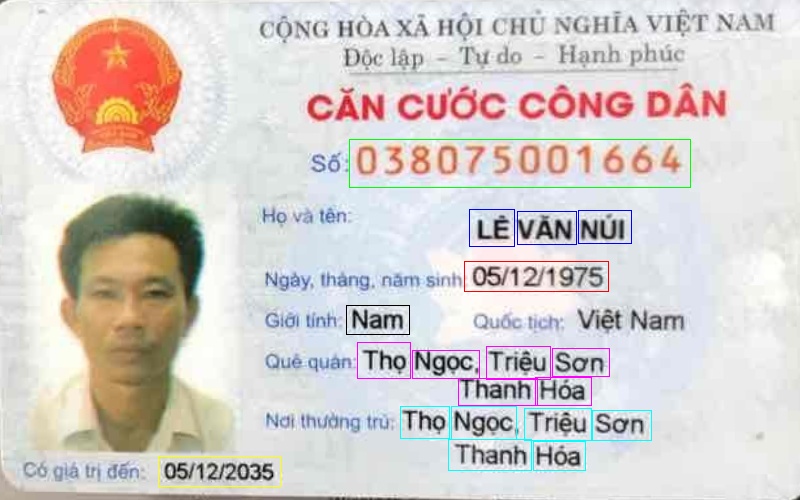 CỘNG HÒA XÃ HỘI CHỦ NGHĨA VIỆT NAM
Độc lập – Tự do – Hạnh phúc
CĂN CƯỚC CÔNG DÂN
Số: 038075001664
Họ và tên:
LÊ VĂN NÚI
Ngày, tháng, năm sinh 05/12/1975
Giới tính: Nam Quốc tịch: Việt Nam
Quê quán: Thọ Ngọc, Triệu Sơn
Thanh Hóa
Nơi thường trú: Thọ Ngọc, Triệu Sơn
Thanh Hóa
Có giá trị đến: 05/12/2035